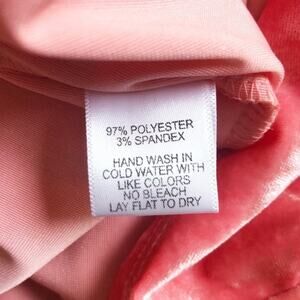 97% POLYESTER
3% SPANDEX
HAND WASH IN
COLD WATER WITH
LIKE COLORS
NO BLEACH
LAY FLAT TO DRY